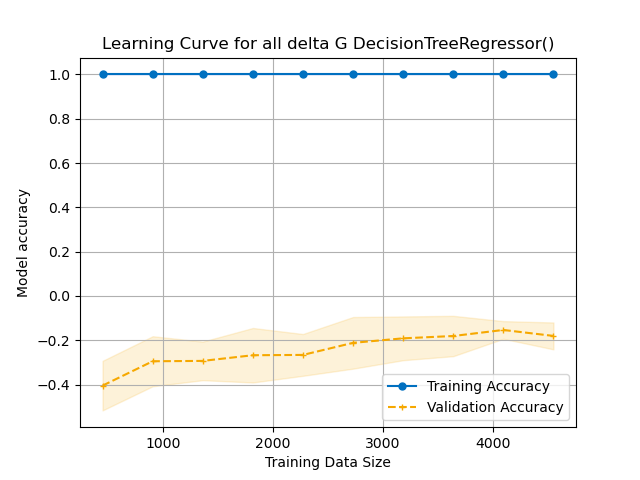 Learning Curve for all delta G DecisionTreeRegressor()
1.0
0.8
0.6
0.4
0.2
0.0
−0.2
−0.4
Model accuracy
Training Accuracy
Validation Accuracy
1000 2000 3000 4000
Training Data Size